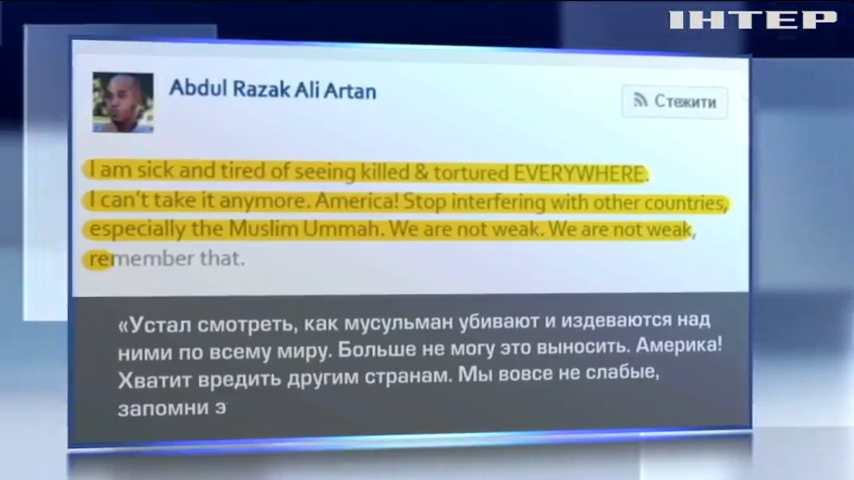 ІНТЕР
Abdul Razak Ali Artan
Стежити
I am sick and tired of seeing killed & tortured EVERYWHERE.
I can't take it anymore. America! Stop interfering with other countries,
especially the Muslim Ummah. We are not weak. We are not weak,
remember that.
«Устал смотреть, как мусульман убивают и издеваются над
ними по всему миру. Больше не могу это выносить. Америка!
Хватит вредить другим странам. Мы вовсе не слабые,
запомни э